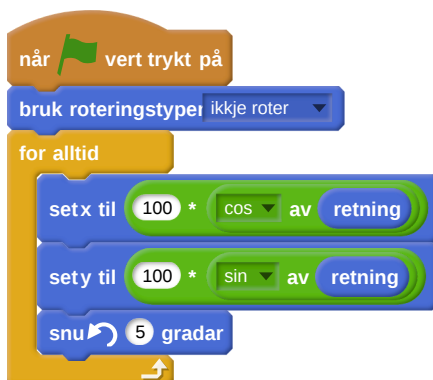 når vert trykt på
bruk roteringstypen ikkje roter
for alltid
set x til 100 * cos av retning
set y til 100 * sin av retning
snu 5 gradar